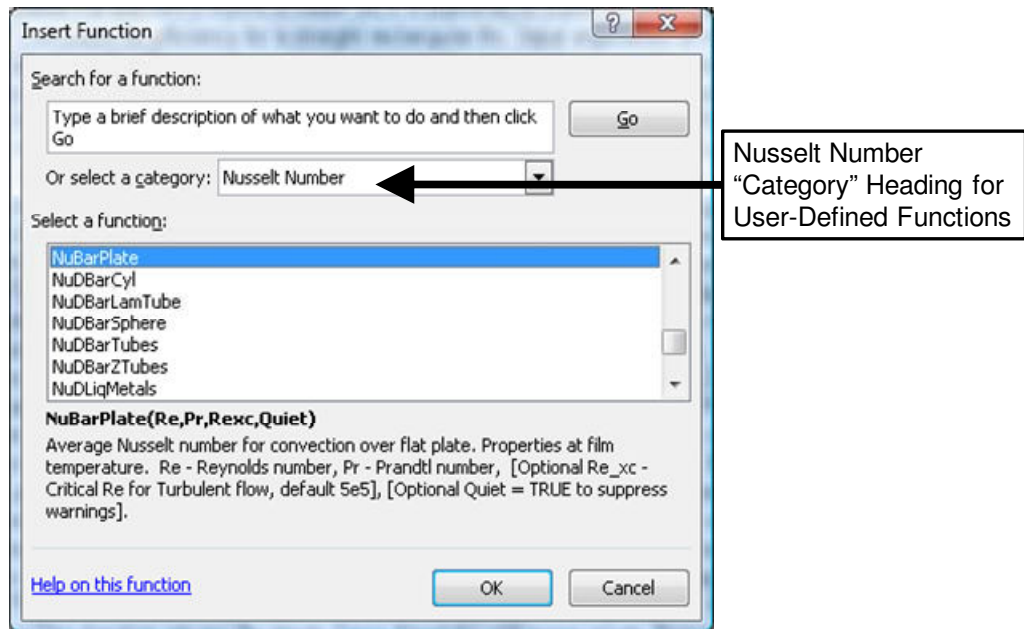 Insert Function
Search for a function:
Type a brief description of what you want to do and then click
Go
Go
Or select a category: Nusselt Number
Select a function:
NuBarPlate
NuDBarCyl
NuDBarLamTube
NuDBarSphere
NuDBarTubes
NuDBarZTubes
NuDLiqMetals
NuBarPlate(Re,Pr,Rexc,Quiet)
Average Nusselt number for convection over flat plate. Properties at film
temperature. Re - Reynolds number, Pr - Prandtl number, [Optional Re_xc -
Critical Re for Turbulent flow, default 5e5], [Optional Quiet = TRUE to suppress
warnings].
Help on this function
OK
Cancel
Nusselt Number
“Category” Heading for
User-Defined Functions